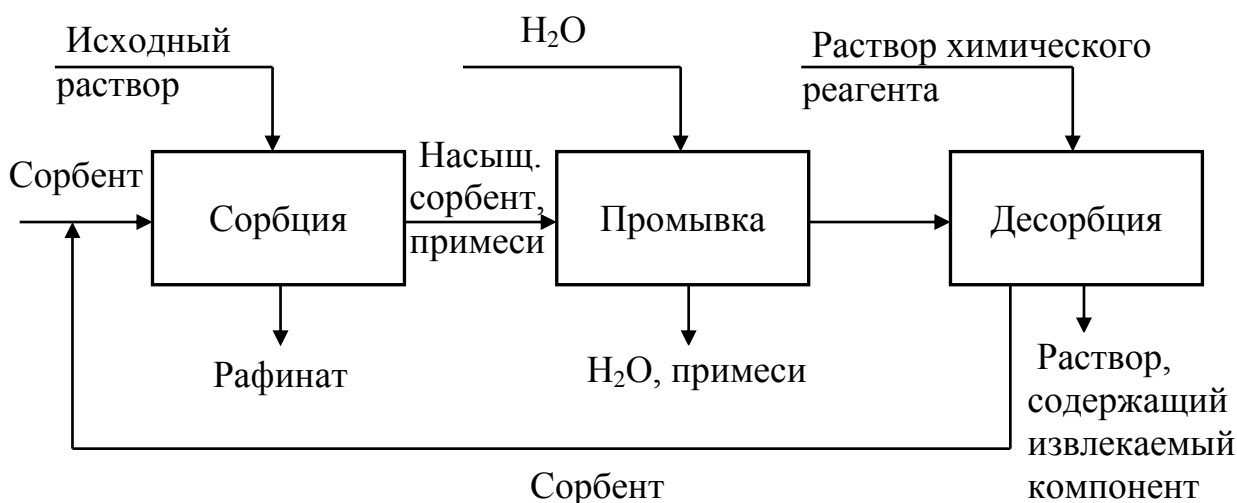 Исходный
раствор
H₂O
Раствор химического
реагента
Сорбент
Сорбция
Насыщ.
сорбент,
примеси
Промывка
Десорбция
Рафинат
H₂O, примеси
Раствор,
содержащий
извлекаемый
компонент
Сорбент